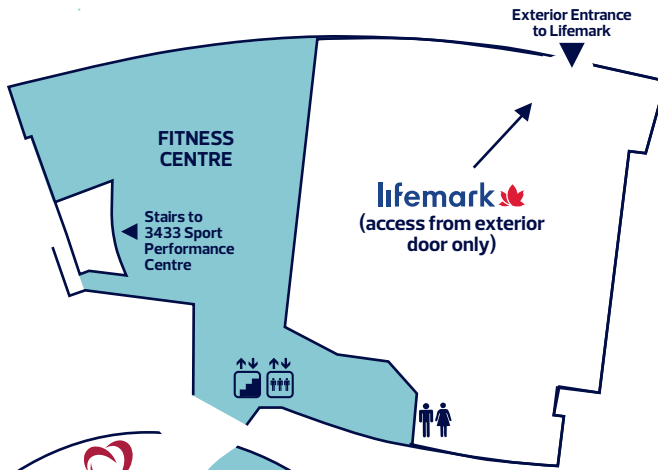 Exterior Entrance
to Lifemark
FITNESS
CENTRE
lifemark
(access from exterior
door only)
Stairs to
3433 Sport
Performance
Centre